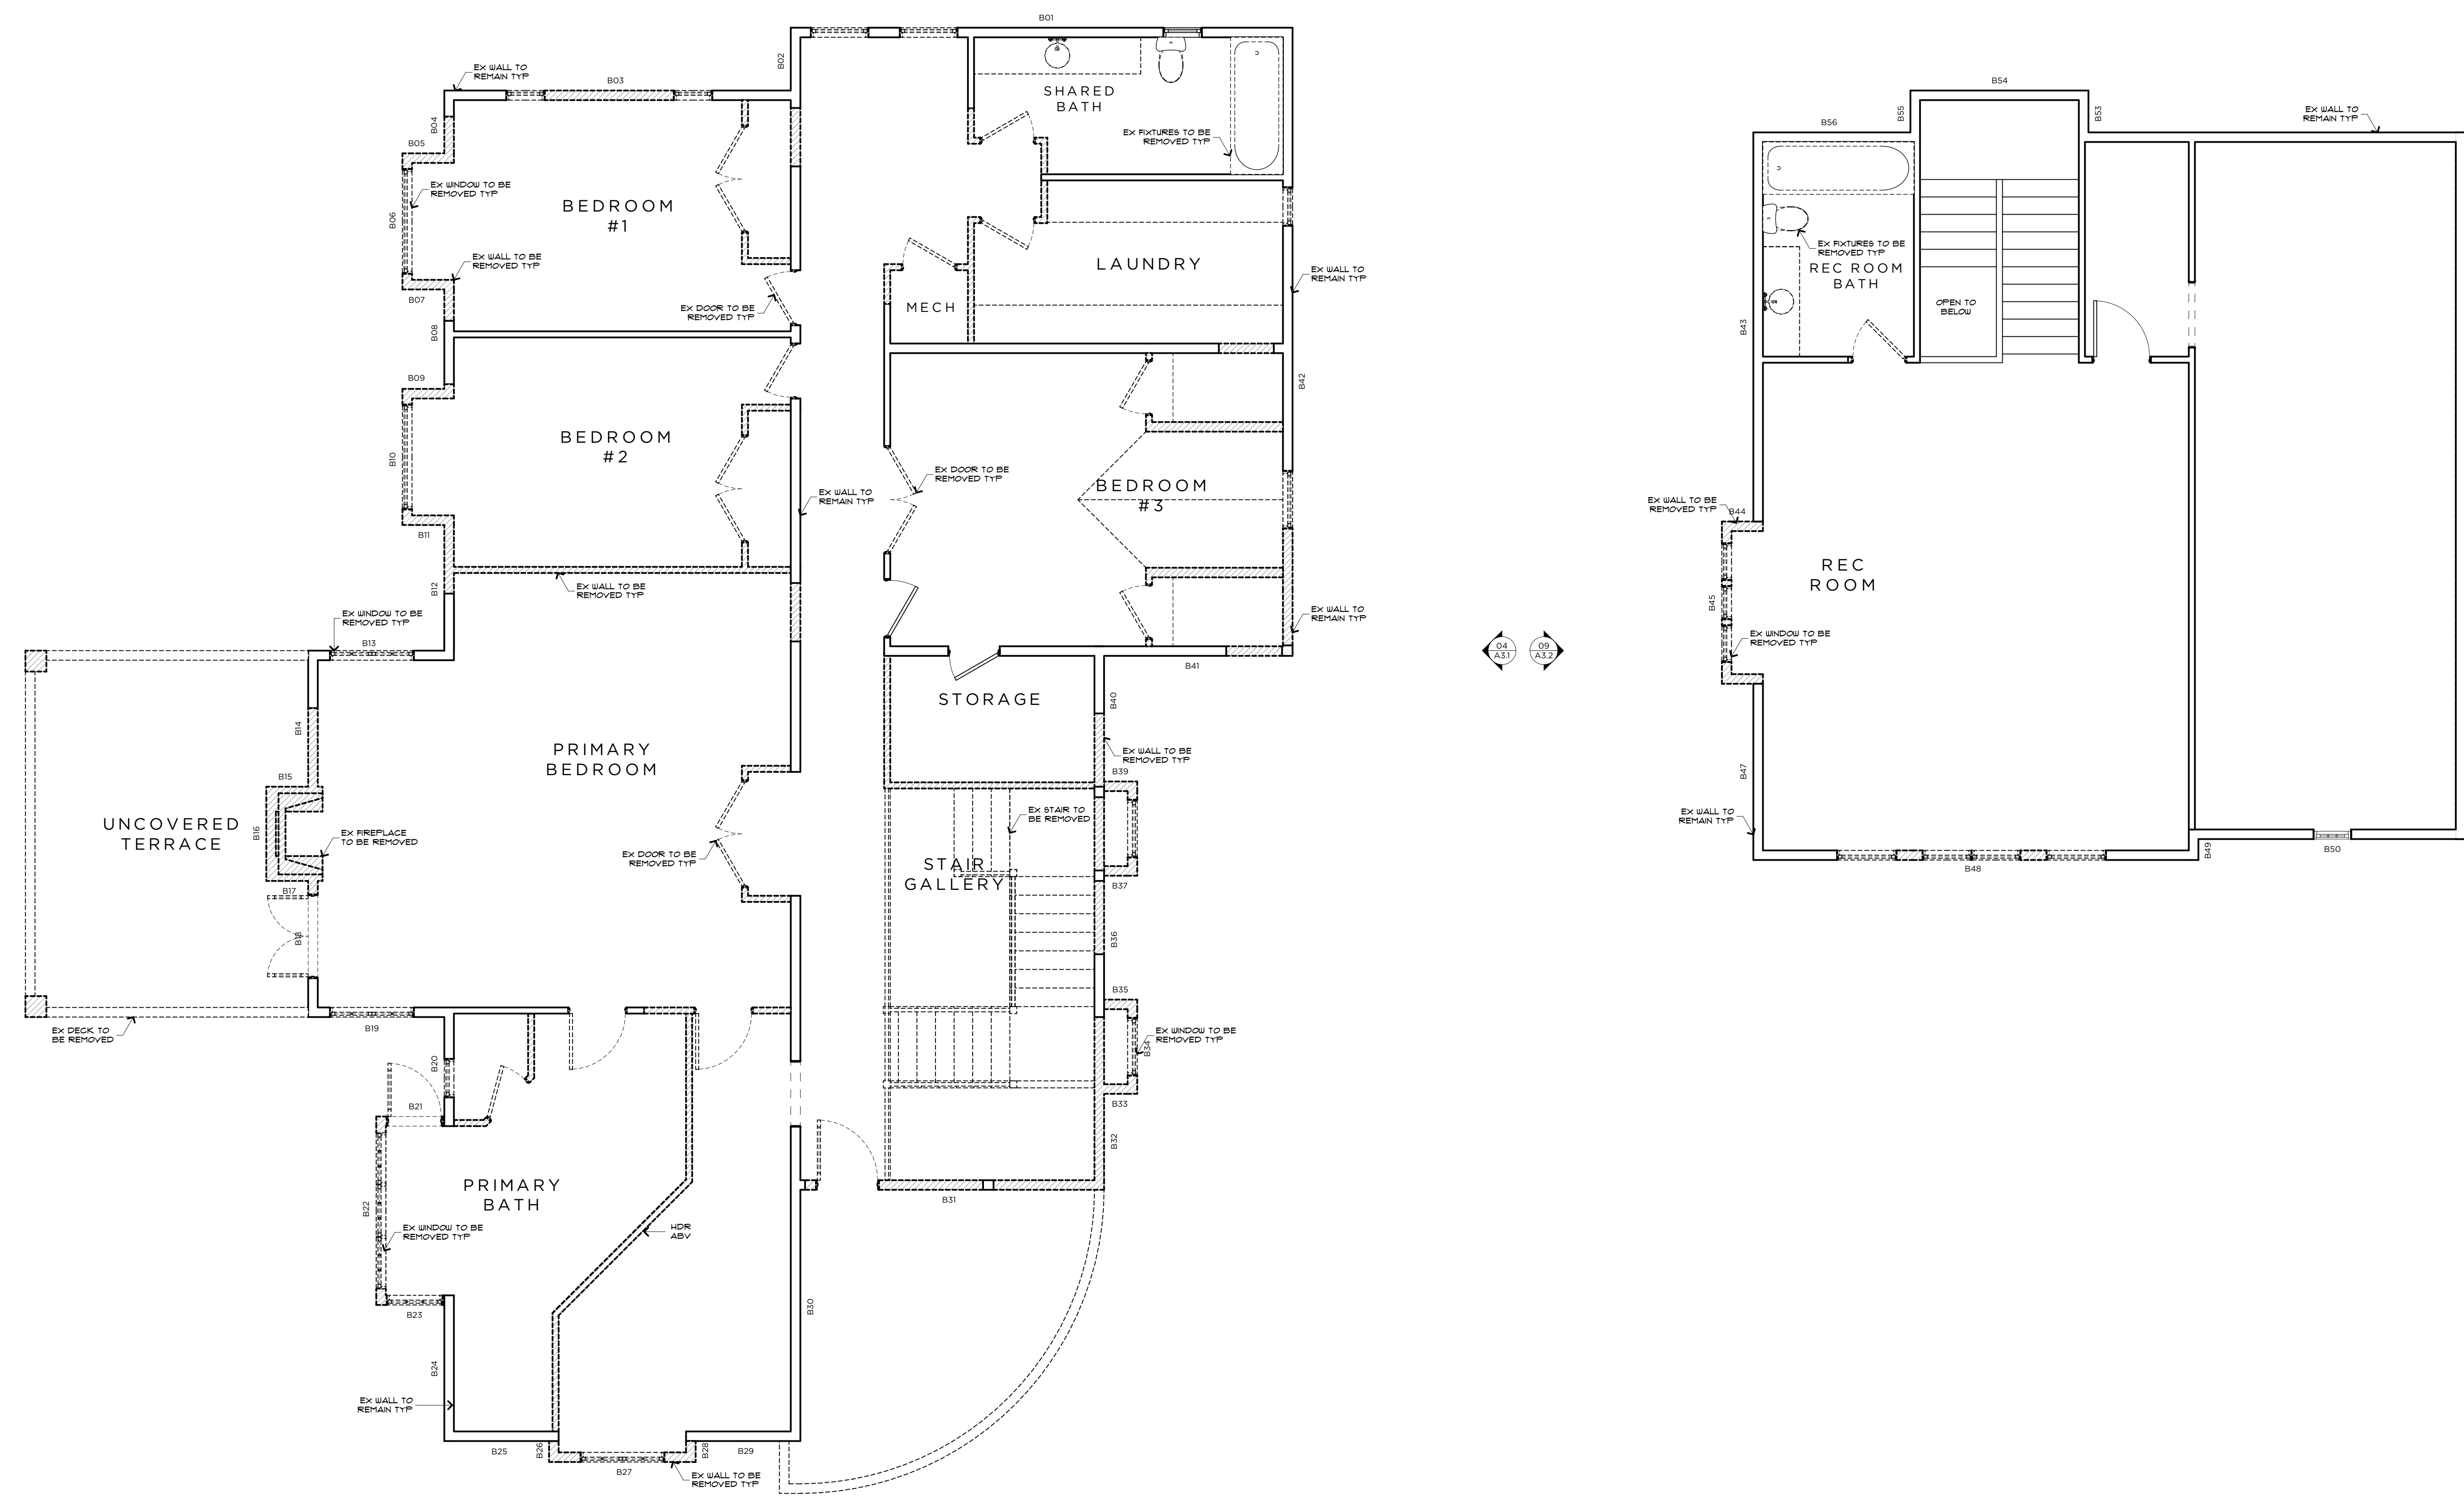 B01
B02
EX WALL TO
REMAIN TYP
B03
B04
B05
EX WINDOW TO BE
REMOVED TYP
B06
BEDROOM
#1
EX WALL TO BE
REMOVED TYP
B07
B08
EX DOOR TO BE
REMOVED TYP
SHARED
BATH
EX FIXTURES TO BE
REMOVED TYP
LAUNDRY
MECH
EX WALL TO
REMAIN TYP
B09
B10
B11
B12
BEDROOM
#2
EX WALL TO
REMAIN TYP
EX DOOR TO BE
REMOVED TYP
BEDROOM
#3
B42
EX WALL TO BE
REMOVED TYP
EX WINDOW TO BE
REMOVED TYP
B13
EX WALL TO
REMAIN TYP
B41
B14
B15
B16
B17
B18
PRIMARY
BEDROOM
STORAGE
B40
EX WALL TO BE
REMOVED TYP
B39
UNCOVERED
TERRACE
EX FIREPLACE
TO BE REMOVED
EX DOOR TO BE
REMOVED TYP
EX STAIR TO
BE REMOVED
STAIR
GALLERY
B37
B36
B35
EX DECK TO
BE REMOVED
B19
B20
B21
EX WINDOW TO BE
REMOVED TYP
B34
B33
B32
B31
PRIMARY
BATH
B22
EX WINDOW TO BE
REMOVED TYP
HDR
ABV
B23
B24
B30
EX WALL TO
REMAIN TYP
B25
B26
B27
B28
B29
EX WALL TO BE
REMOVED TYP
04
A3.1
09
A3.2
B54
B55
B53
B56
EX WALL TO
REMAIN TYP
EX FIXTURES TO BE
REMOVED TYP
REC ROOM
BATH
OPEN TO
BELOW
B43
EX WALL TO BE
REMOVED TYP
B44
REC
ROOM
B45
EX WINDOW TO BE
REMOVED TYP
B47
EX WALL TO
REMAIN TYP
B48
B49
B50